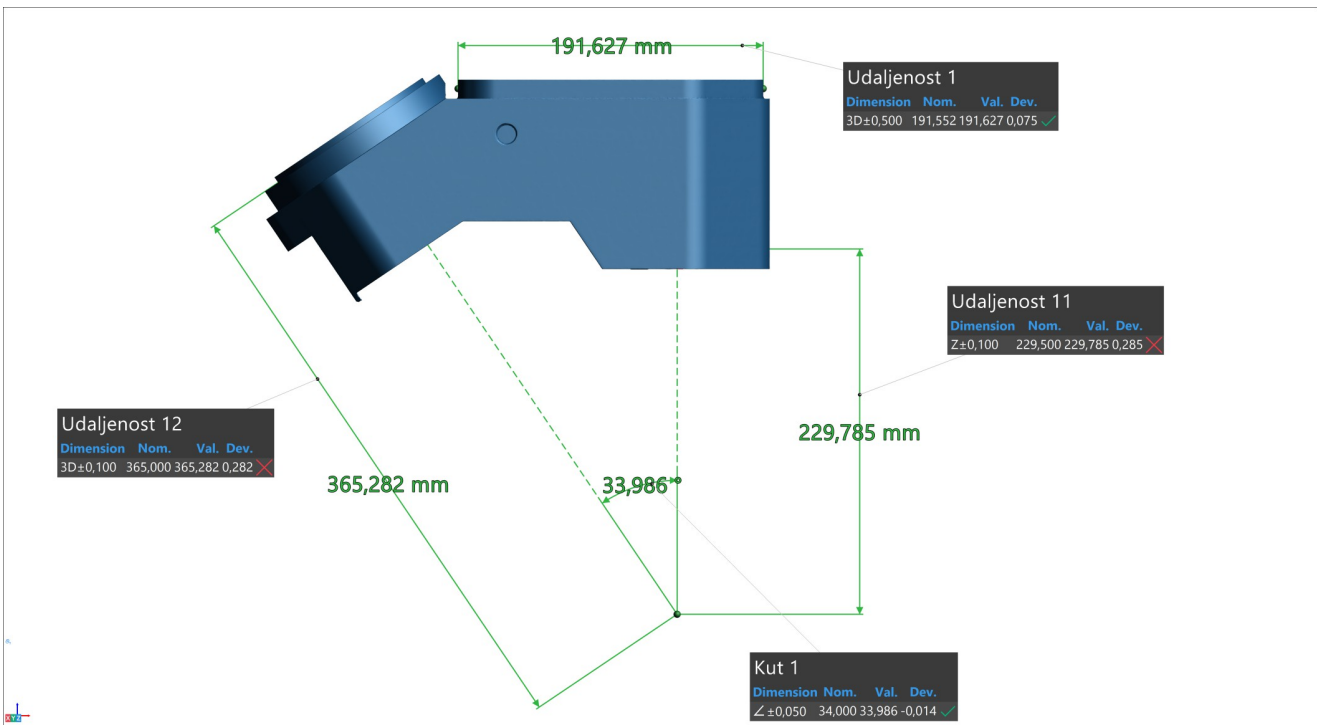 191,627 mm
Udaljenost 1
Dimension Nom. Val. Dev.
3D±0,500 191,552 191,627 0,075
Udaljenost 11
Dimension Nom. Val. Dev.
Z±0,100 229,500 229,785 0,285
Udaljenost 12
Dimension Nom. Val. Dev.
3D±0,100 365,000 365,282 0,282
229,785 mm
365,282 mm
33,986
Kut 1
Dimension Nom. Val. Dev.
∠±0,050 34,000 33,986 -0,014
XYZ